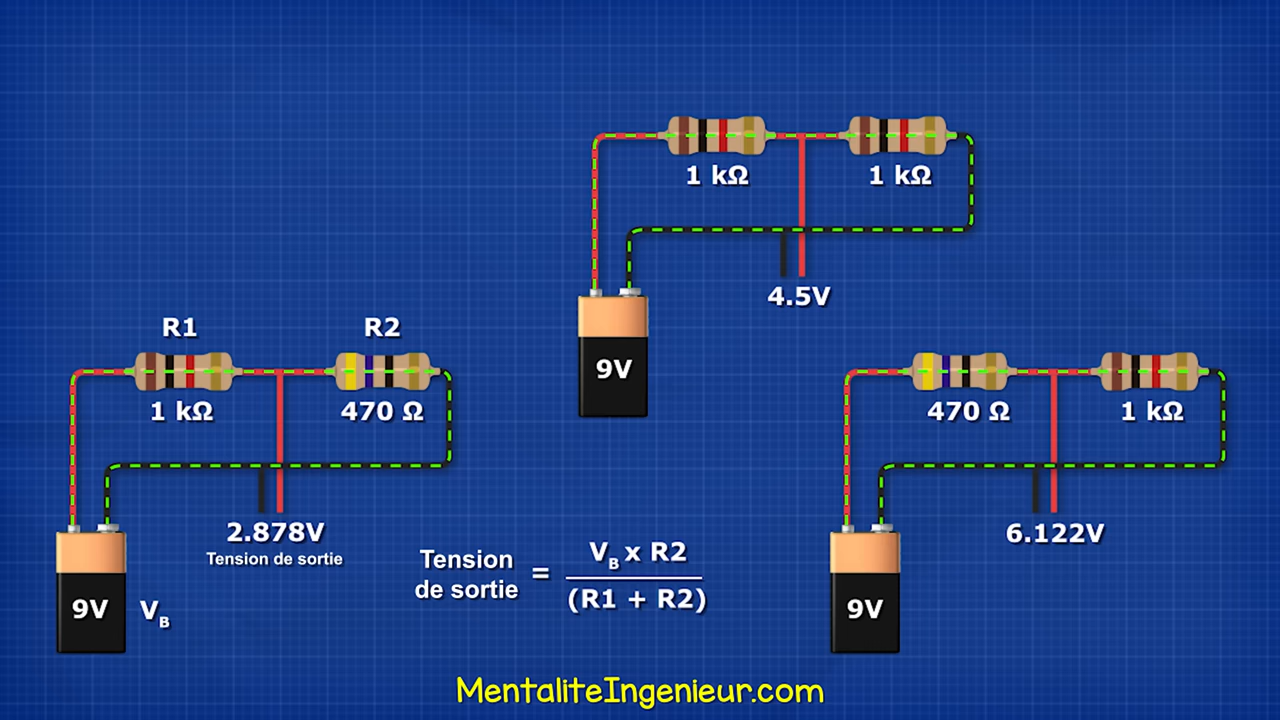 1 kΩ
1 kΩ
9V
4.5V
R1
R2
1 kΩ
470 Ω
2.878V
Tension de sortie
9V
VB
Tension
de sortie
=
VB x R2
(R1 + R2)
470 Ω
1 kΩ
6.122V
9V
MentaliteIngenieur.com